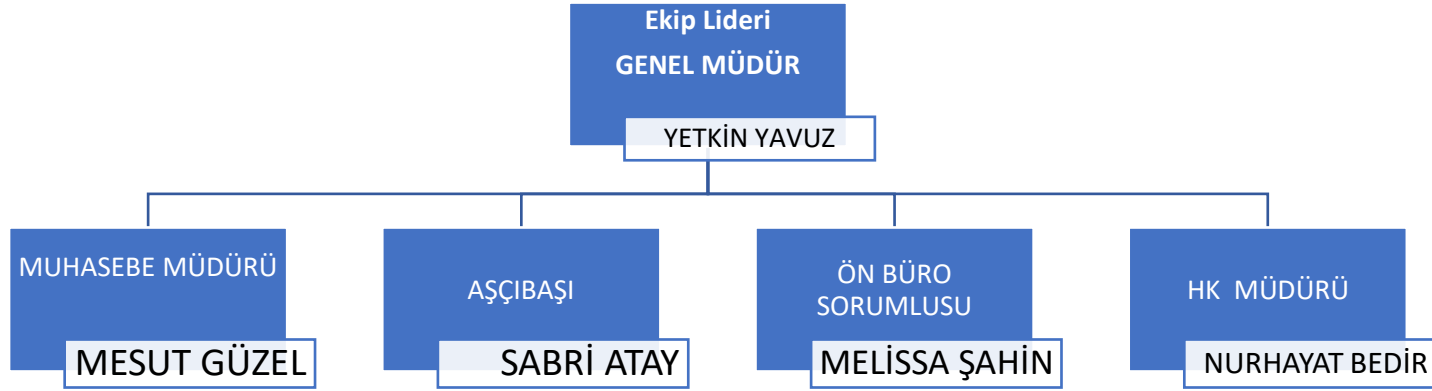 Ekip Lideri
GENEL MÜDÜR
YETKİN YAVUZ
MUHASEBE MÜDÜRÜ
MESUT GÜZEL
AŞÇIBAŞI
SABRİ ATAY
ÖN BÜRO
SORUMLUSU
MELİSSA ŞAHİN
HK MÜDÜRÜ
NURHAYAT BEDİR